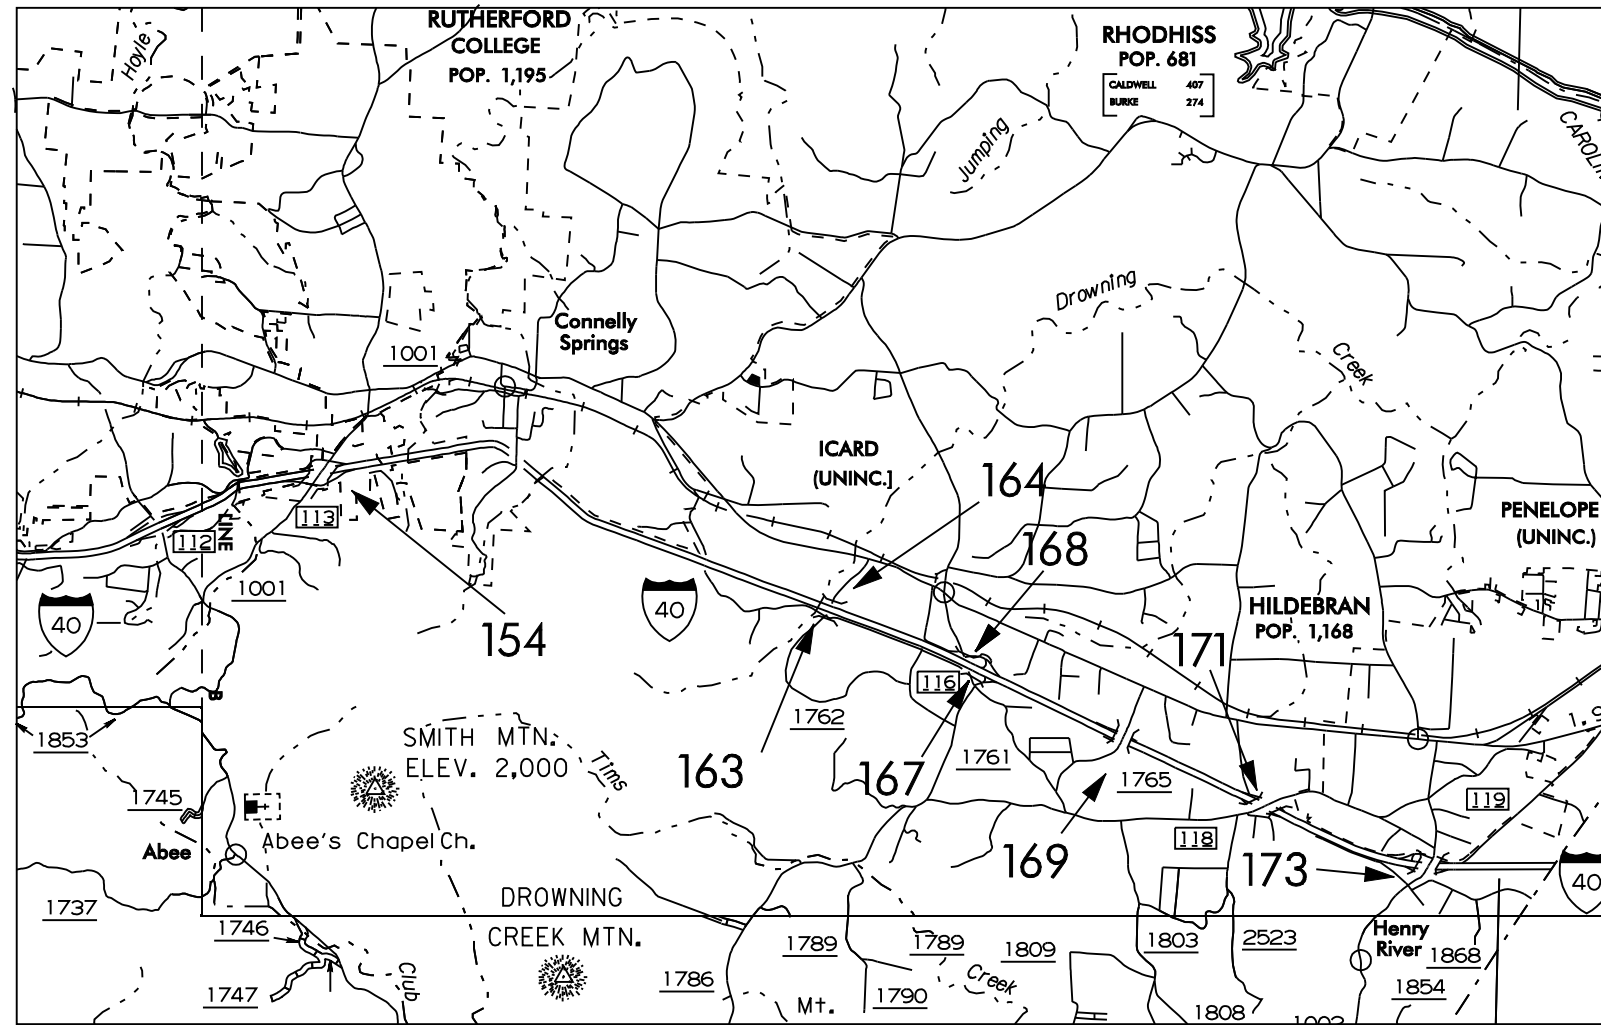 RUTHERFORD
COLLEGE
POP. 1,195
Hoyle
RHODHISS
POP. 681
CALDWELL 407
BURKE 274
Jumping
Drowning
Creek
Connelly
Springs
1001
ICARD
(UNINC.]
164
PENELOPE
(UNINC.)
113
112
LINE
168
1001
40
40
154
HILDEBRAN
POP. 1,168
171
116
1762
1853
SMITH MTN.
ELEV. 2,000
Tims
163
167
1761
1765
1.9
1745
119
Abee's Chapel Ch.
Abee
118
169
173
40
1737
DROWNING
CREEK MTN.
1746
1789
1789
1809
1803
2523
Henry
River
1868
1747
Club
1786
Mt.
1790
Creek
1854
1808